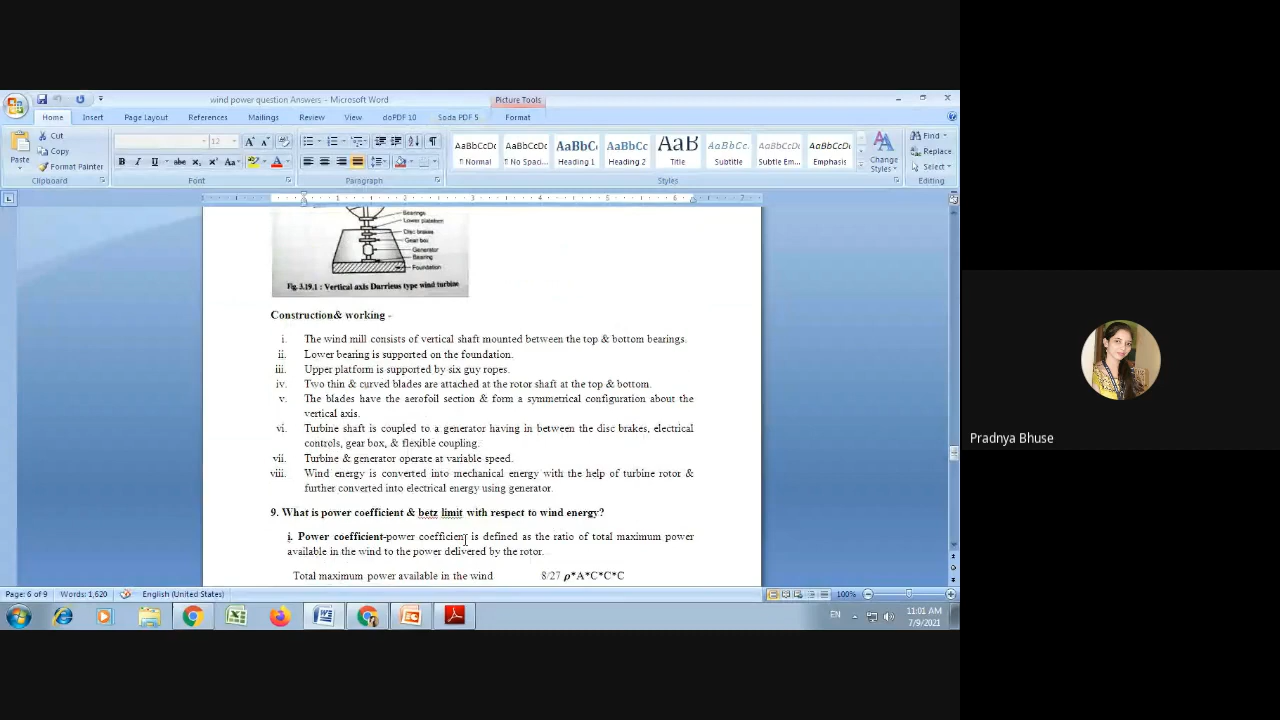 wind power question Answers - Microsoft Word
Picture Tools
Home Insert Page Layout References Mailings Review View doPDF 10 Soda PDF 5 Format
Paste
Cut
Copy
Format Painter
Clipboard
12
Font
Paragraph
AaBbCcDc AaBbCcDc AaBbCc AaBbCc AaB AaBbCc. AaBbCcDc AaBbCcDc
¶ Normal ¶ No Spaci... Heading 1 Heading 2 Title Subtitle Subtle Em... Emphasis
Styles
Change Styles
Find
Replace
Select
Editing
Bearings
Lower platform
Disc brakes
Gear box
Generator
Bearing
Foundation
Fig. 3.19.1 : Vertical axis Darrieus type wind turbine
Construction& working -
i. The wind mill consists of vertical shaft mounted between the top & bottom bearings.
ii. Lower bearing is supported on the foundation.
iii. Upper platform is supported by six guy ropes.
iv. Two thin & curved blades are attached at the rotor shaft at the top & bottom.
v. The blades have the aerofoil section & form a symmetrical configuration about the
vertical axis.
vi. Turbine shaft is coupled to a generator having in between the disc brakes, electrical
controls, gear box, & flexible coupling.
vii. Turbine & generator operate at variable speed.
viii. Wind energy is converted into mechanical energy with the help of turbine rotor &
further converted into electrical energy using generator.
9. What is power coefficient & betz limit with respect to wind energy?
i. Power coefficient-power coefficient is defined as the ratio of total maximum power
available in the wind to the power delivered by the rotor.
Total maximum power available in the wind 8/27 ρ*A*C*C*C
Page: 6 of 9 Words: 1,620 English (United States) 100%
EN
11:01 AM
7/9/2021
Pradnya Bhuse